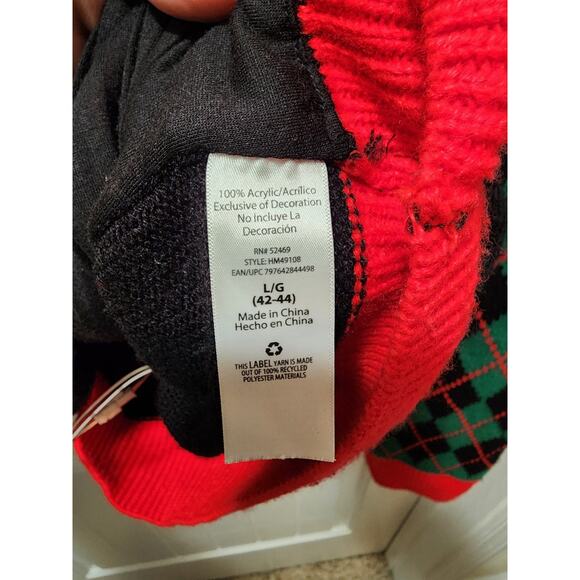 100% Acrylic/Acrílico
Exclusive of Decoration
No incluye La
Decoración
RN# 52469
STYLE: HM49108
EAN/UPC 797642844498
L/G
(42-44)
Made in China
Hecho en China
THIS LABEL YARN IS MADE
OUT OF 100% RECYCLED
POLYESTER MATERIALS